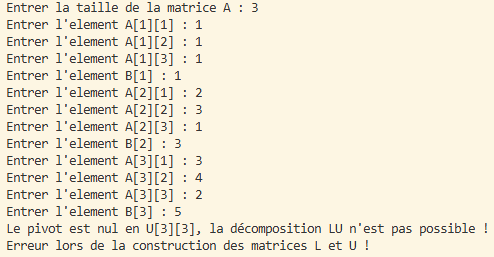 Entrer la taille de la matrice A : 3
Entrer l'element A[1][1] : 1
Entrer l'element A[1][2] : 1
Entrer l'element A[1][3] : 1
Entrer l'element B[1] : 1
Entrer l'element A[2][1] : 2
Entrer l'element A[2][2] : 3
Entrer l'element A[2][3] : 1
Entrer l'element B[2] : 3
Entrer l'element A[3][1] : 3
Entrer l'element A[3][2] : 4
Entrer l'element A[3][3] : 2
Entrer l'element B[3] : 5
Le pivot est nul en U[3][3], la décomposition LU n'est pas possible !
Erreur lors de la construction des matrices L et U !